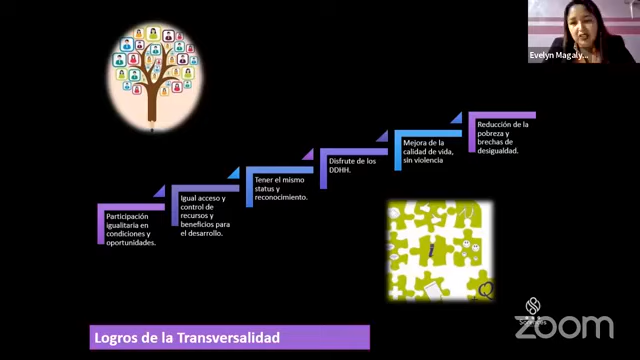 Evelyn Magaly...
Participación
igualitaria en
condiciones y
oportunidades.
Igual acceso y
control de
recursos y
beneficios para
el desarrollo.
Tener el mismo
status y
reconocimiento.
Disfrute de los
DDHH.
Mejora de la
calidad de vida,
sin violencia
Reducción de la
pobreza y
brechas de
desigualdad.
Logros de la Transversalidad
zoom